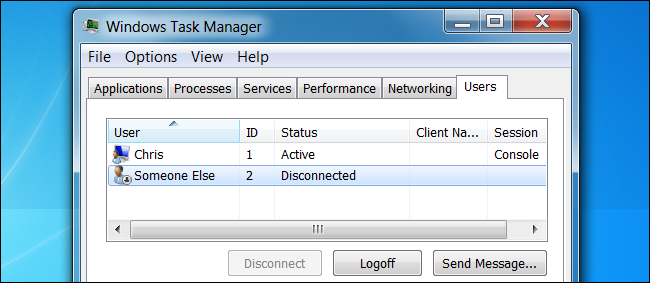 Windows Task Manager
File Options View Help
Applications Processes Services Performance Networking Users
User ID Status Client Na... Session
Chris 1 Active Console
Someone Else 2 Disconnected
Disconnect Logoff Send Message...